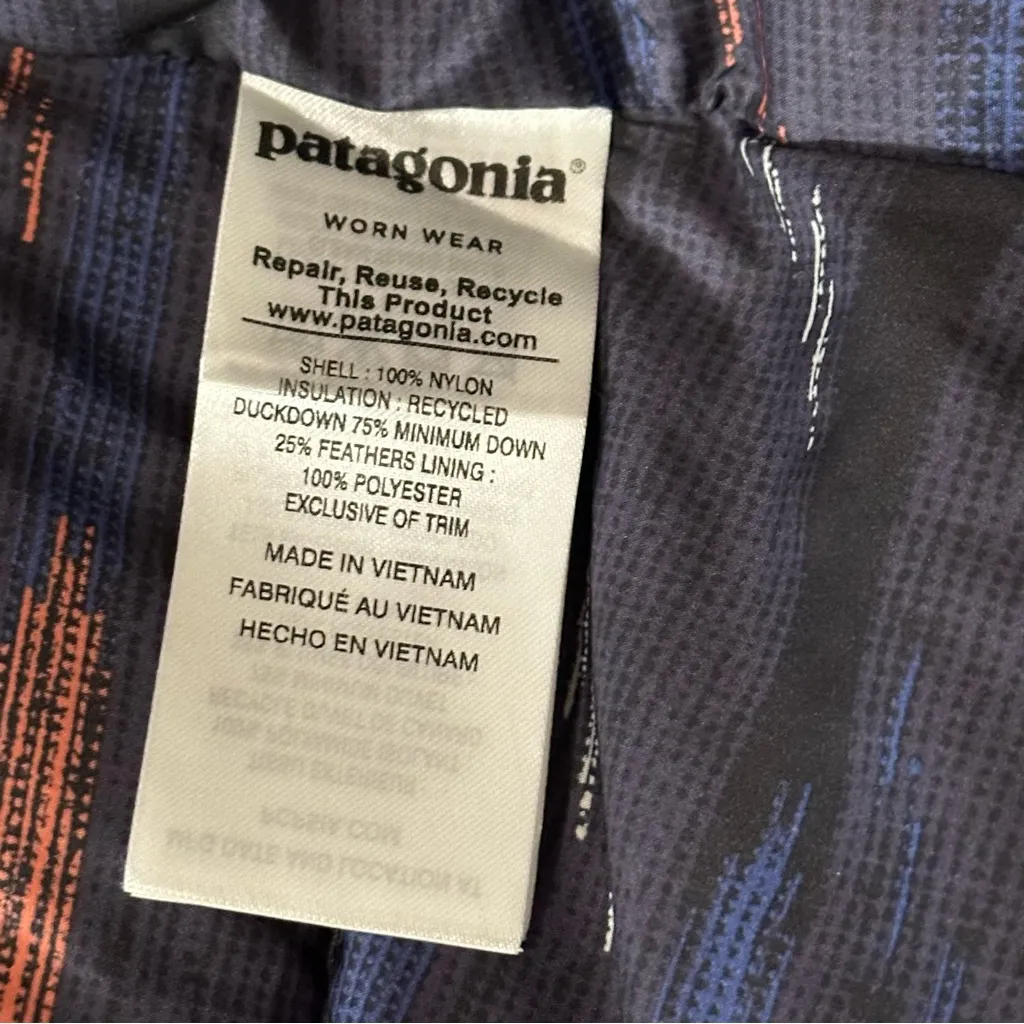 patagonia®
WORN WEAR
Repair, Reuse, Recycle
This Product
www.patagonia.com
SHELL : 100% NYLON
INSULATION : RECYCLED
DUCKDOWN 75% MINIMUM DOWN
25% FEATHERS LINING :
100% POLYESTER
EXCLUSIVE OF TRIM
MADE IN VIETNAM
FABRIQUÉ AU VIETNAM
HECHO EN VIETNAM